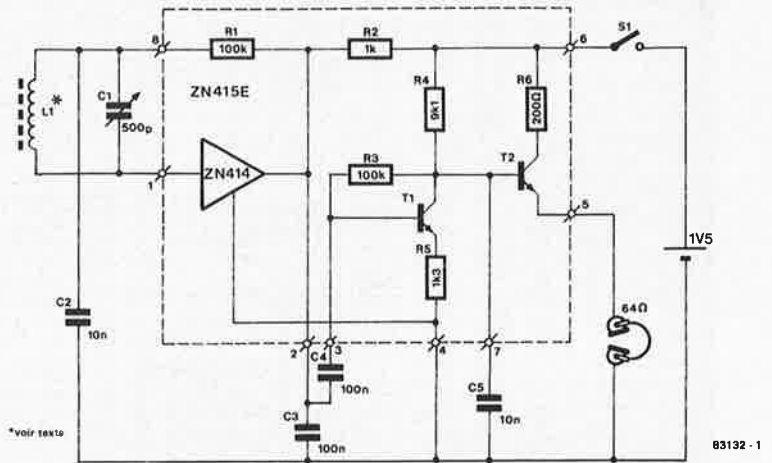 S1
8
R1
100k
R2
1k
6
R4
9k1
R6
200Ω
ZN415E
L1
*
C1
500p
ZN414
R3
100k
T2
T1
1
5
R5
1k3
1V5
C2
10n
64Ω
2
3
4
7
C4
100n
C5
10n
C3
100n
*voir texte
83132 - 1